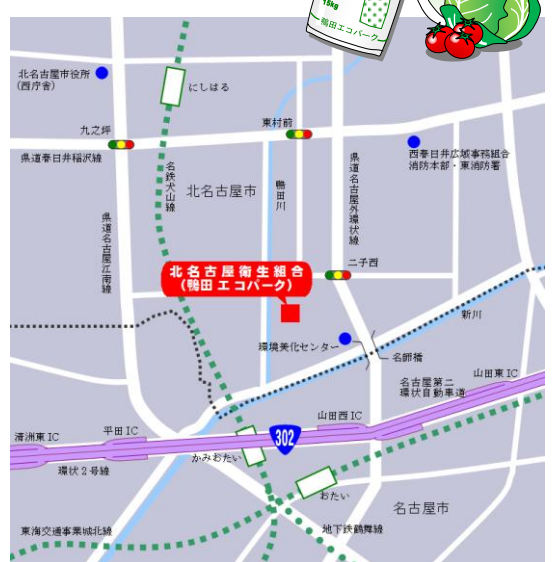 15kg
鴨田エコパーク
北名古屋市役所
(西庁舎)
にしはる
九之坪
東村前
県道春日井稲沢線
名鉄犬山線
北名古屋市
鴨田川
県道名古屋外環状線
西春日井広域事務組合
消防本部・東消防署
県道名古屋江南線
二子西
北名古屋衛生組合
(鴨田エコパーク)
新川
環境美化センター
名師橋
山田東IC
名古屋第二
環状自動車道
山田西IC
平田IC
清洲東IC
302
環状2号線
かみおたい
おたい
名古屋市
東海交通事業城北線
地下鉄鶴舞線